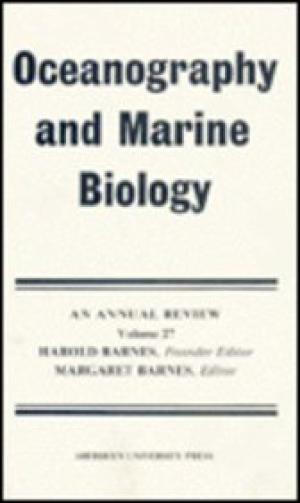 Oceanography
and Marine
Biology
AN ANNUAL REVIEW
Volume 27
HAROLD BARNES, Founder Editor
MARGARET BARNES, Editor
ABERDEEN UNIVERSITY PRESS